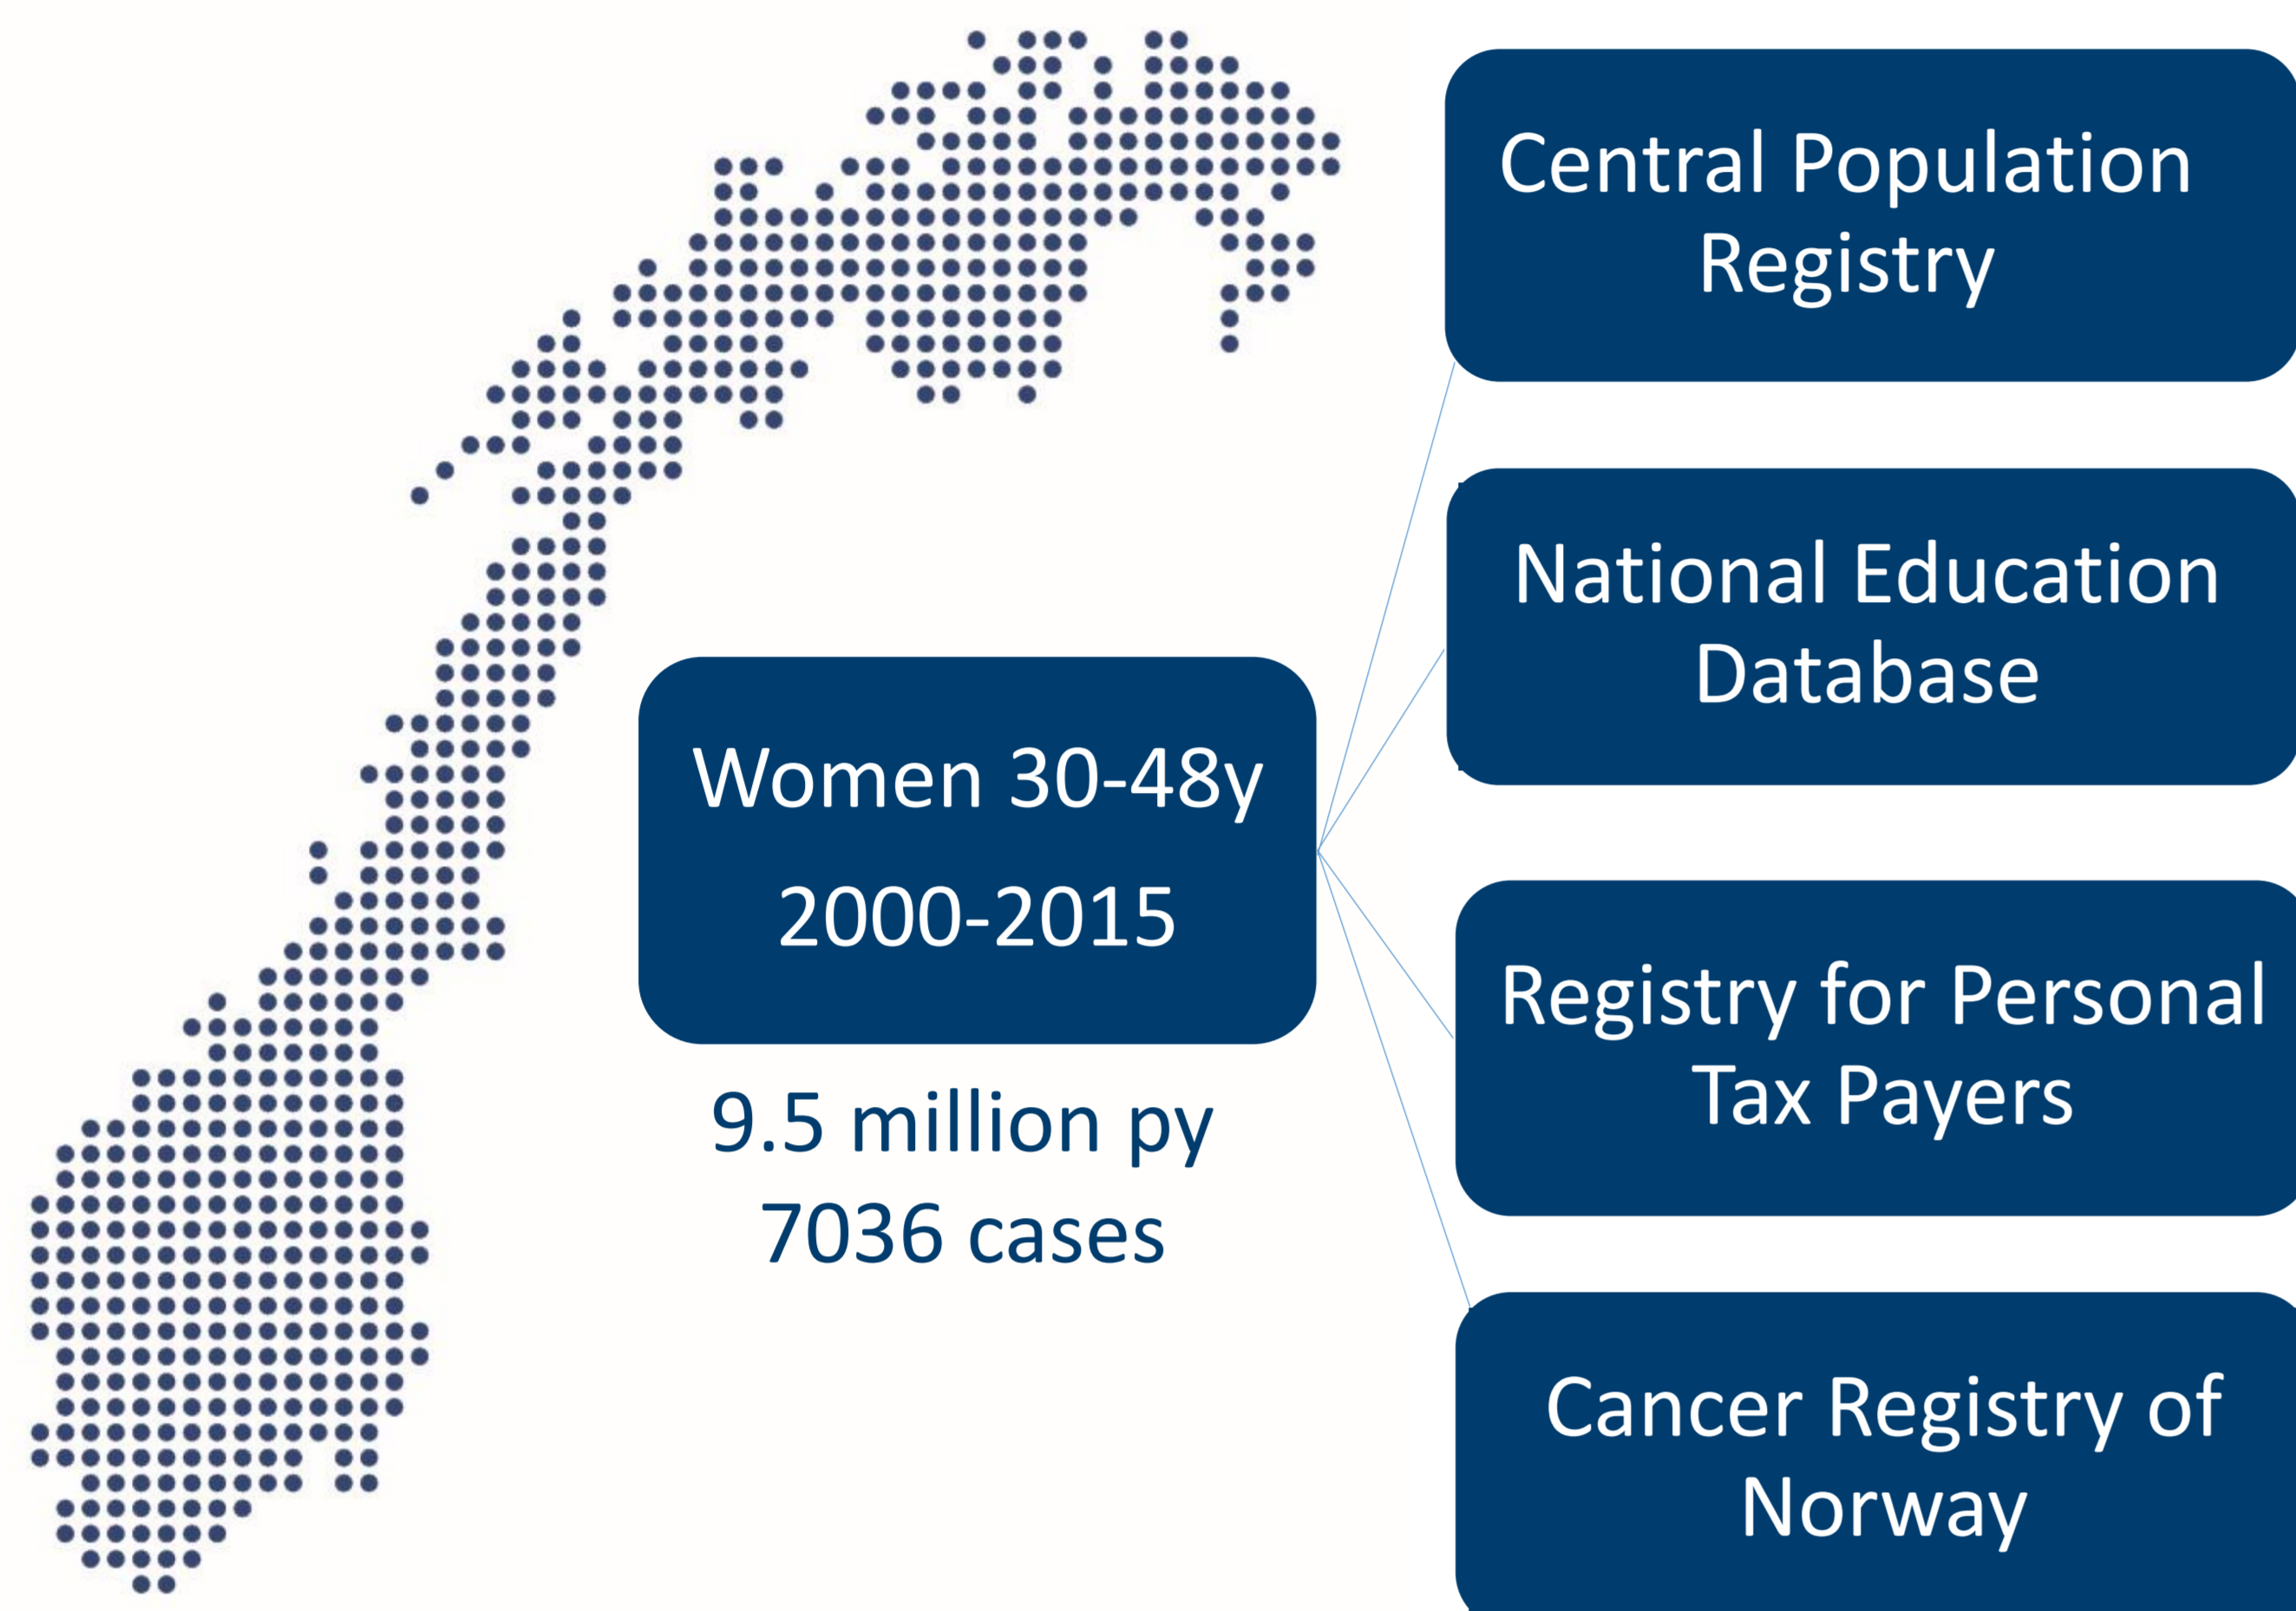 Central Population
Registry
National Education
Database
Women 30-48y
2000-2015
9.5 million py
7036 cases
Registry for Personal
Tax Payers
Cancer Registry of
Norway